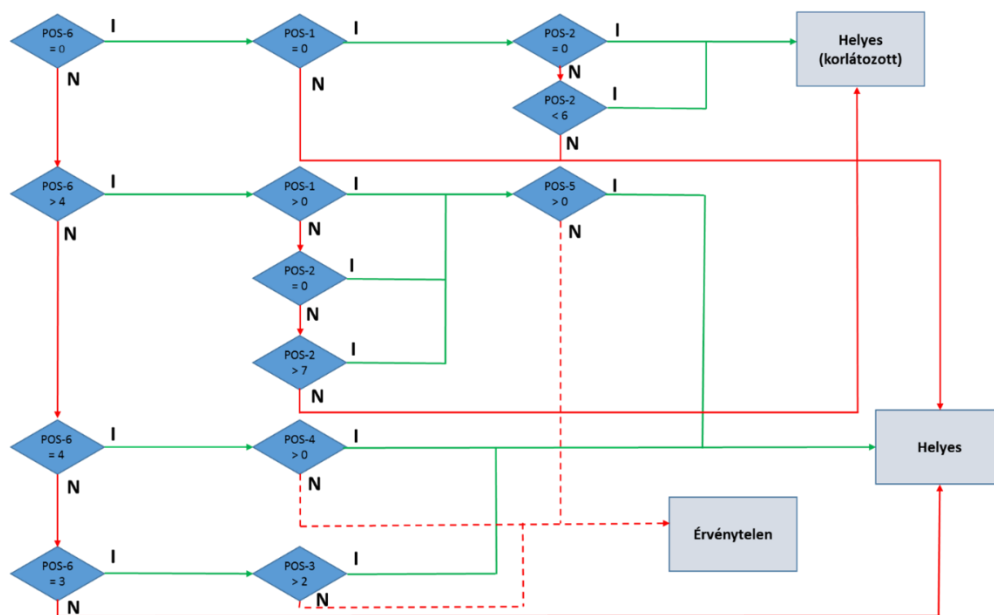 POS-6
= 0
I
N
POS-1
= 0
I
N
POS-2
= 0
I
N
POS-2
< 6
I
N
Helyes
(korlátozott)
POS-6
> 4
I
N
POS-1
> 0
I
N
POS-5
> 0
I
N
POS-2
= 0
I
N
POS-2
> 7
I
N
POS-6
= 4
I
N
POS-4
> 0
I
N
Helyes
Érvénytelen
POS-6
= 3
I
N
POS-3
> 2
I
N